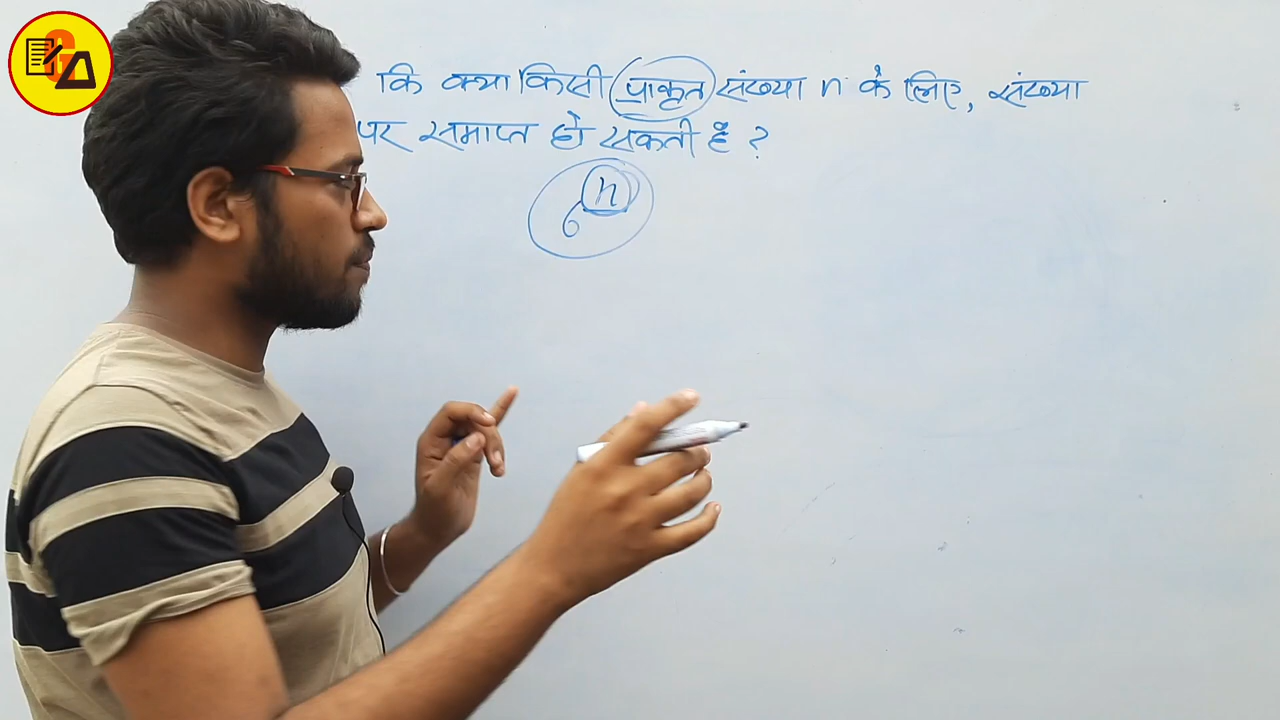 कि क्या किसी प्राकृत संख्या n के लिए, संख्या
पर समाप्त हो सकती है ?
6ⁿ